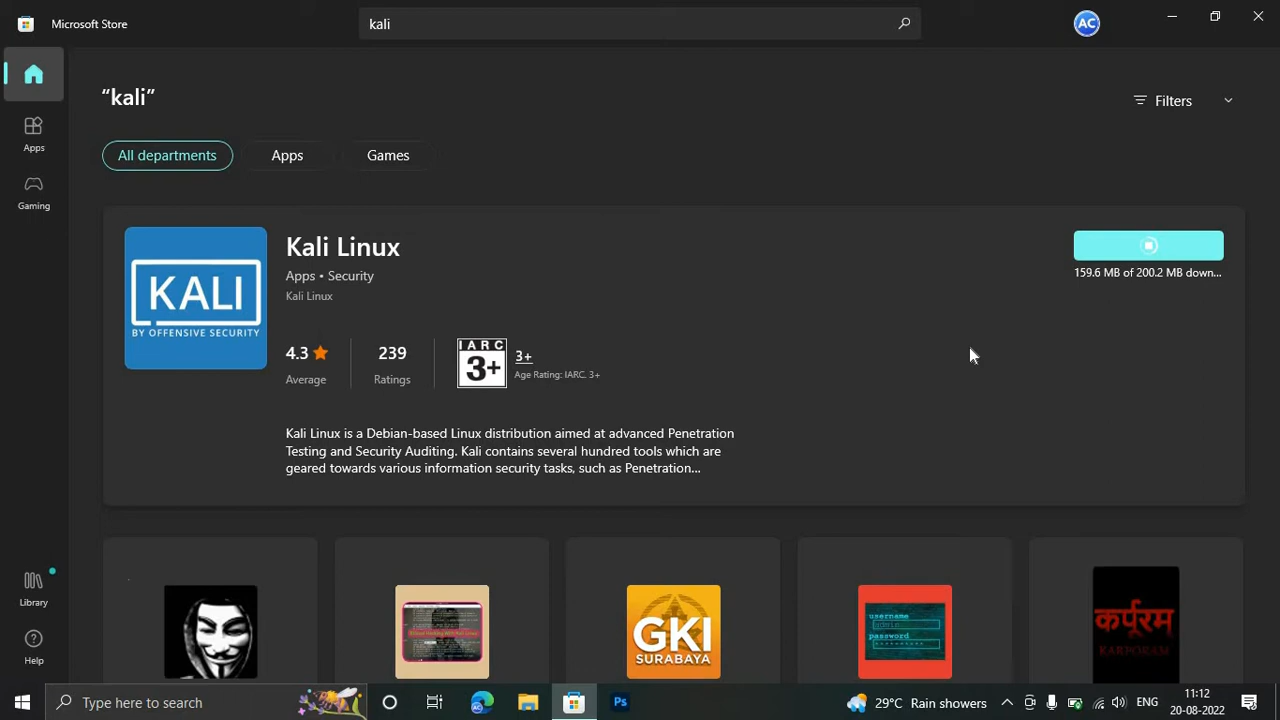 Microsoft Store
kali
AC
“kali”
Filters
All departments
Apps
Games
Apps
Gaming
Library
Help
KALI
BY OFFENSIVE SECURITY
Kali Linux
Apps • Security
Kali Linux
4.3
Average
239
Ratings
IARC
3+
3+
Age Rating: IARC. 3+
159.6 MB of 200.2 MB down...
Kali Linux is a Debian-based Linux distribution aimed at advanced Penetration
Testing and Security Auditing. Kali contains several hundred tools which are
geared towards various information security tasks, such as Penetration...
GKI
SURABAYA
username
admin
password
कर्परम
KARPORAM
Type here to search
Ps
29°C Rain showers
ENG
11:12
20-08-2022